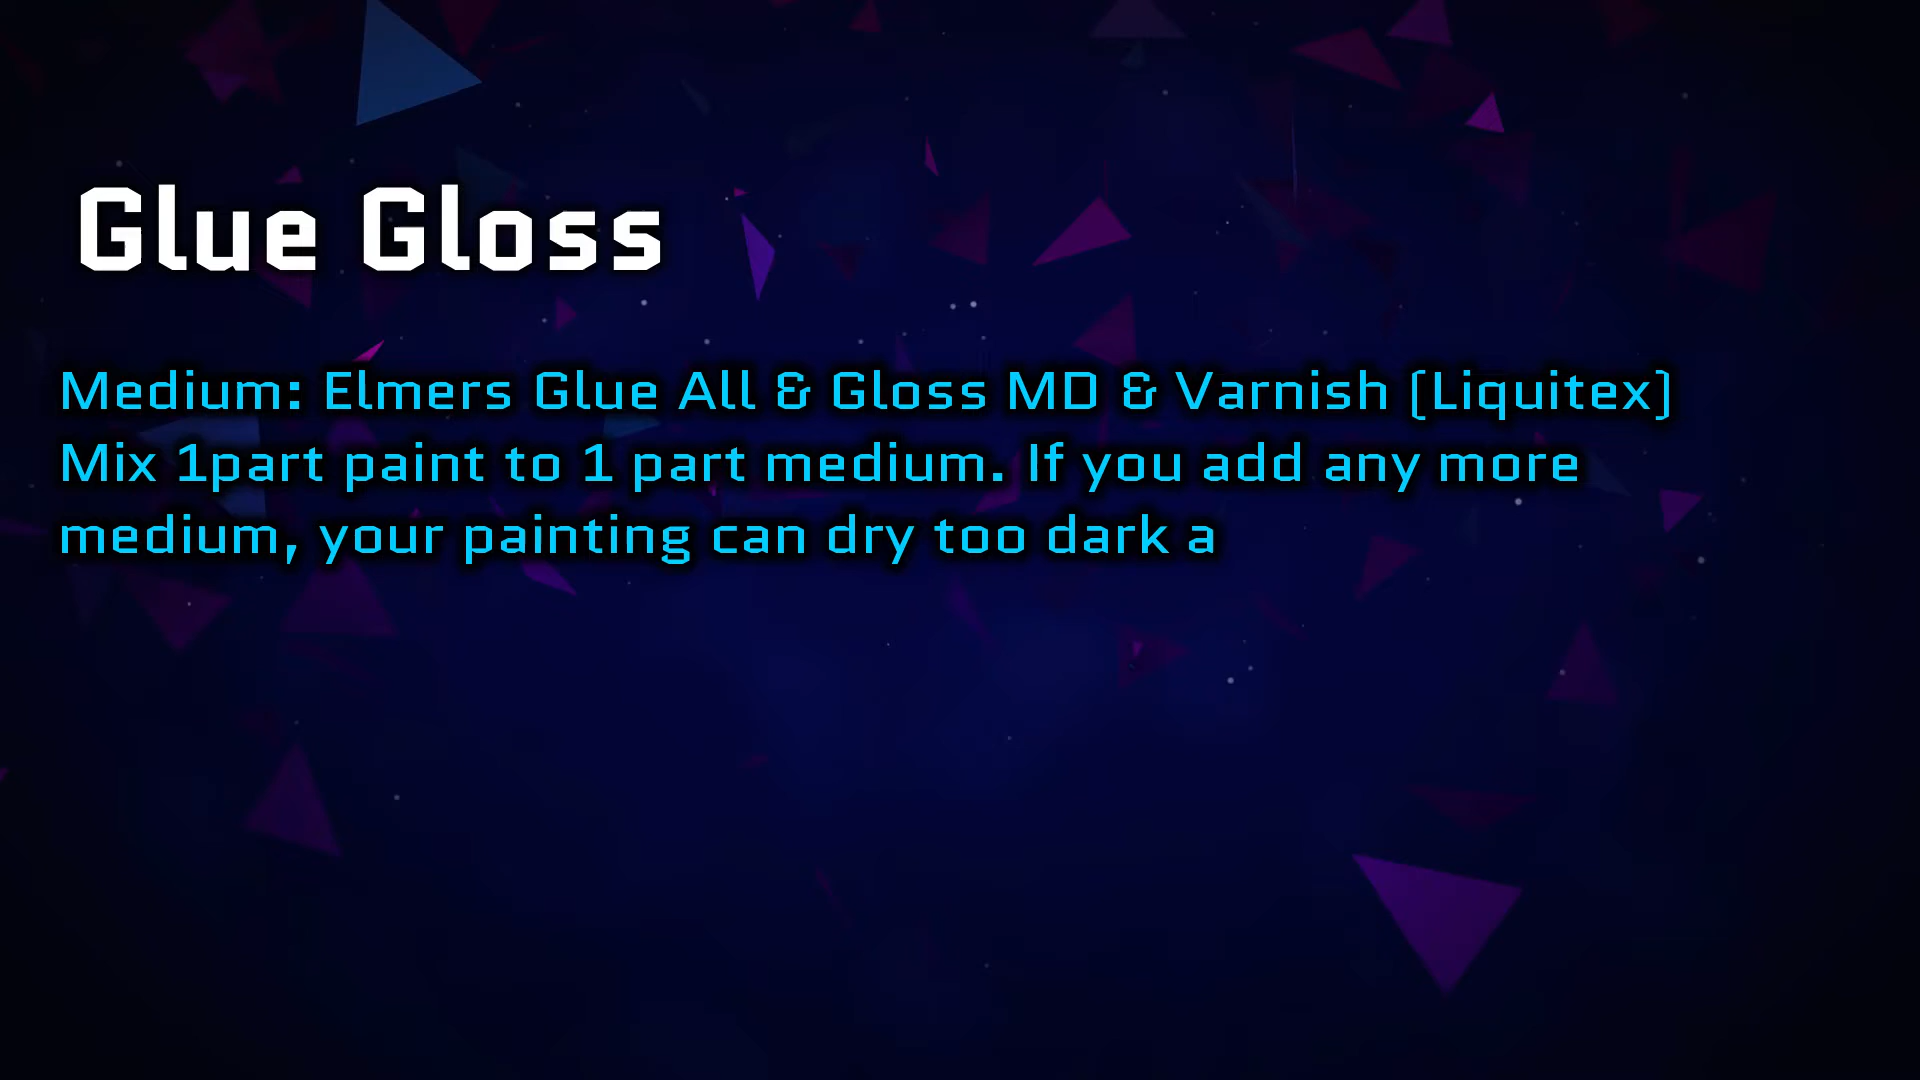 Glue Gloss
Medium: Elmers Glue All & Gloss MD & Varnish (Liquitex)
Mix 1part paint to 1 part medium. If you add any more
medium, your painting can dry too dark a